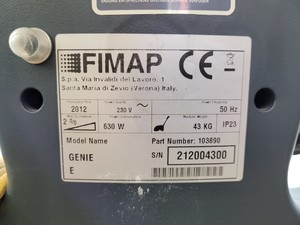 FIMAP CE
S.p.a. Via Invalidi del Lavoro, 1
Santa Maria di Zevio (Verona) Italy.
2012 230 V 50 Hz
2 % 630 W 43 KG IP23
Model Name Part Number: 103890
GENIE S/N 212004300
E